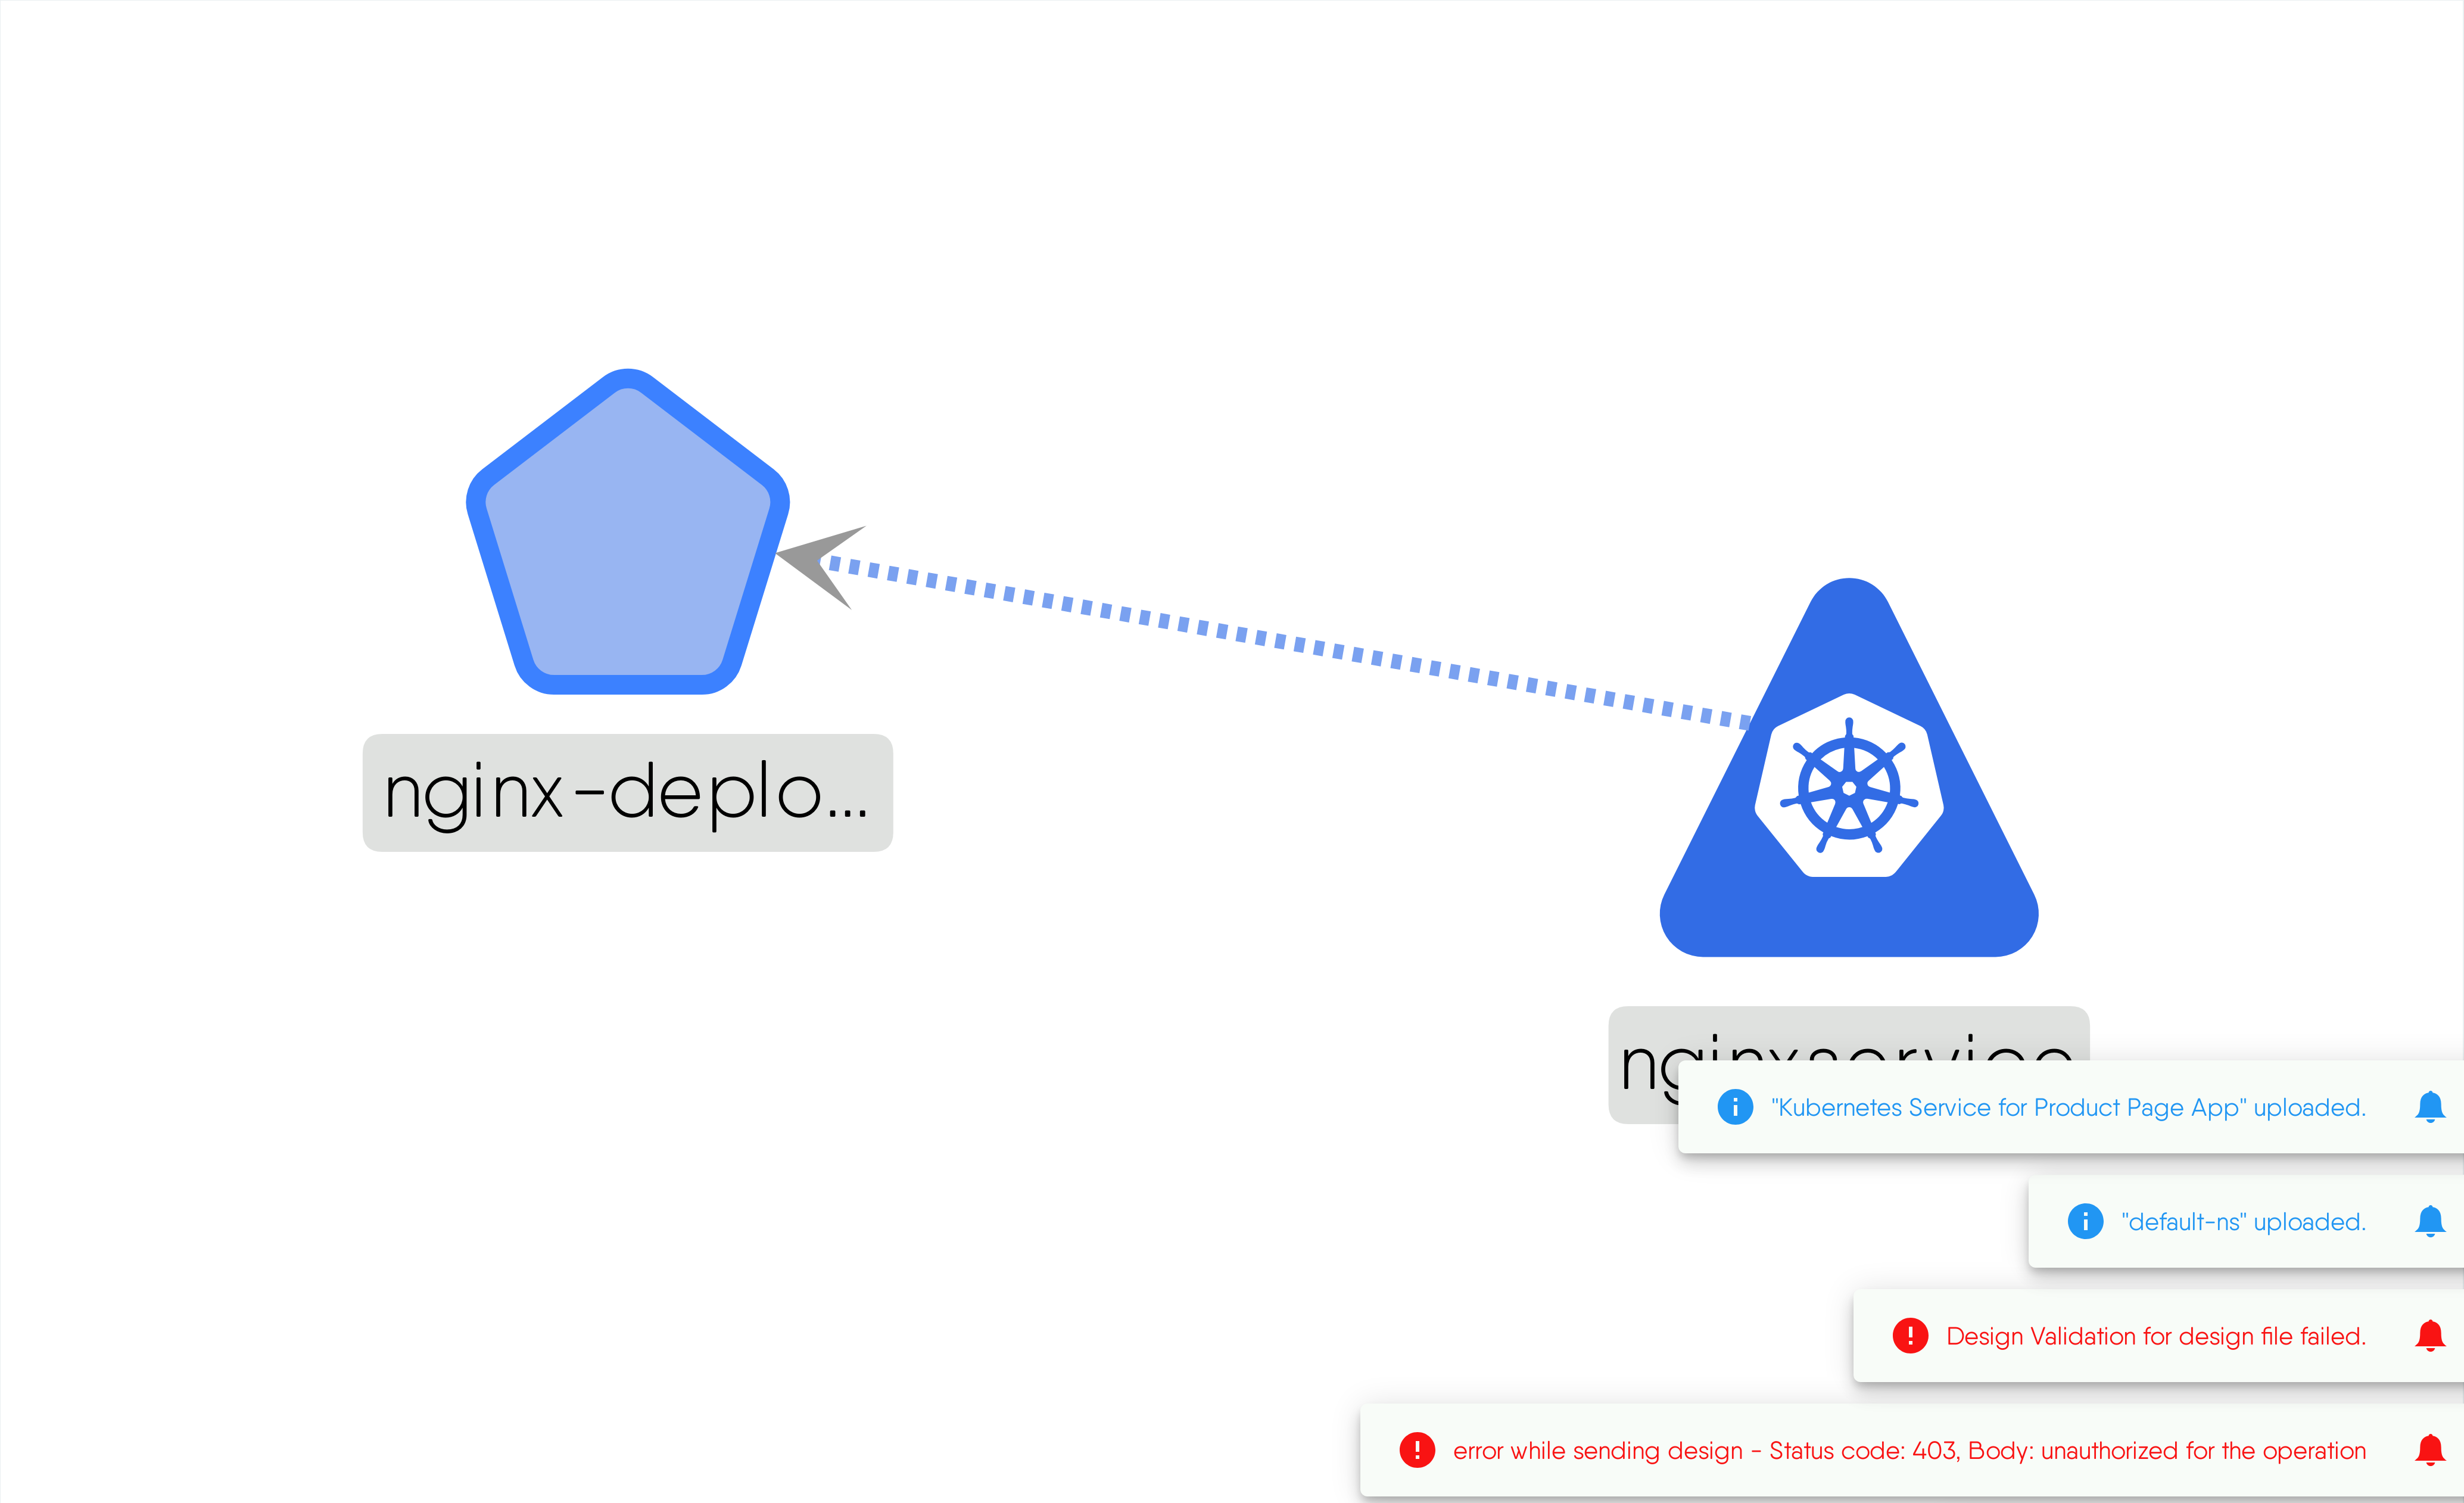 nginx-deplo...
nginxservice
"Kubernetes Service for Product Page App" uploaded.
"default-ns" uploaded.
Design Validation for design file failed.
error while sending design - Status code: 403, Body: unauthorized for the operation